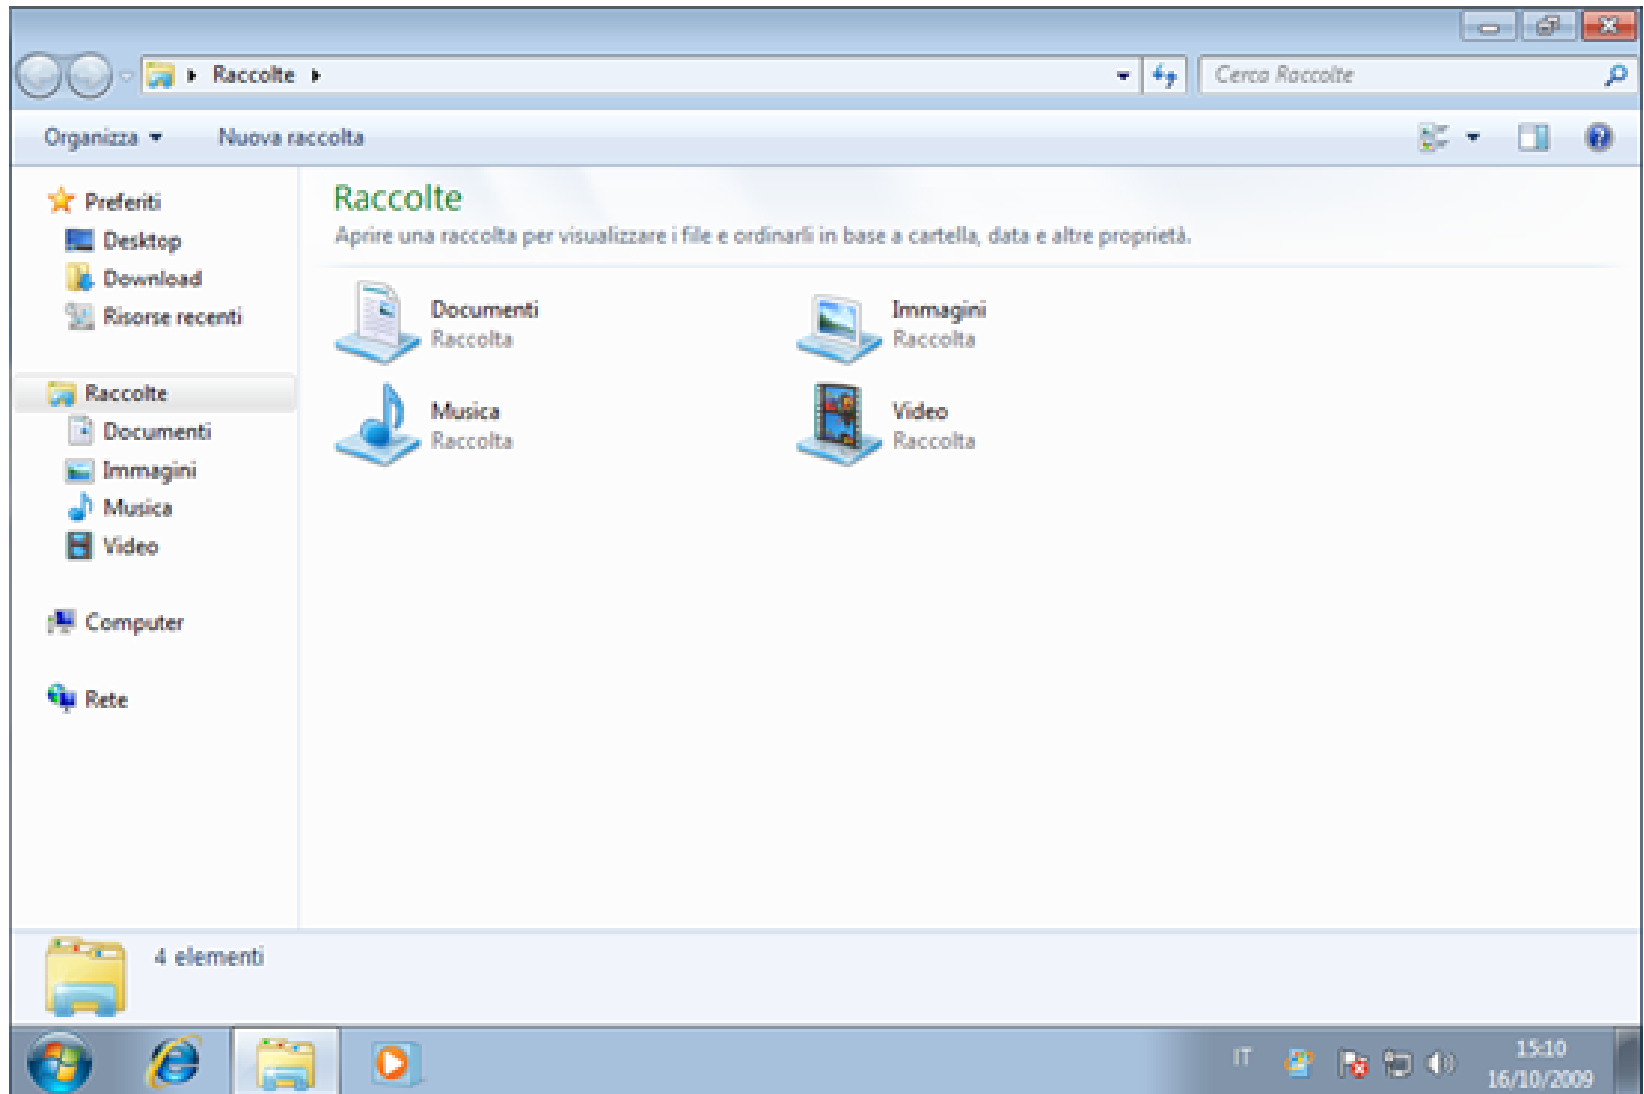 Raccolte
Cerca Raccolte
Organizza
Nuova raccolta
Preferiti
Desktop
Download
Risorse recenti
Raccolte
Documenti
Immagini
Musica
Video
Computer
Rete
Raccolte
Aprire una raccolta per visualizzare i file e ordinarli in base a cartella, data e altre proprietà.
Documenti
Raccolta
Immagini
Raccolta
Musica
Raccolta
Video
Raccolta
4 elementi
IT
15:10
16/10/2009